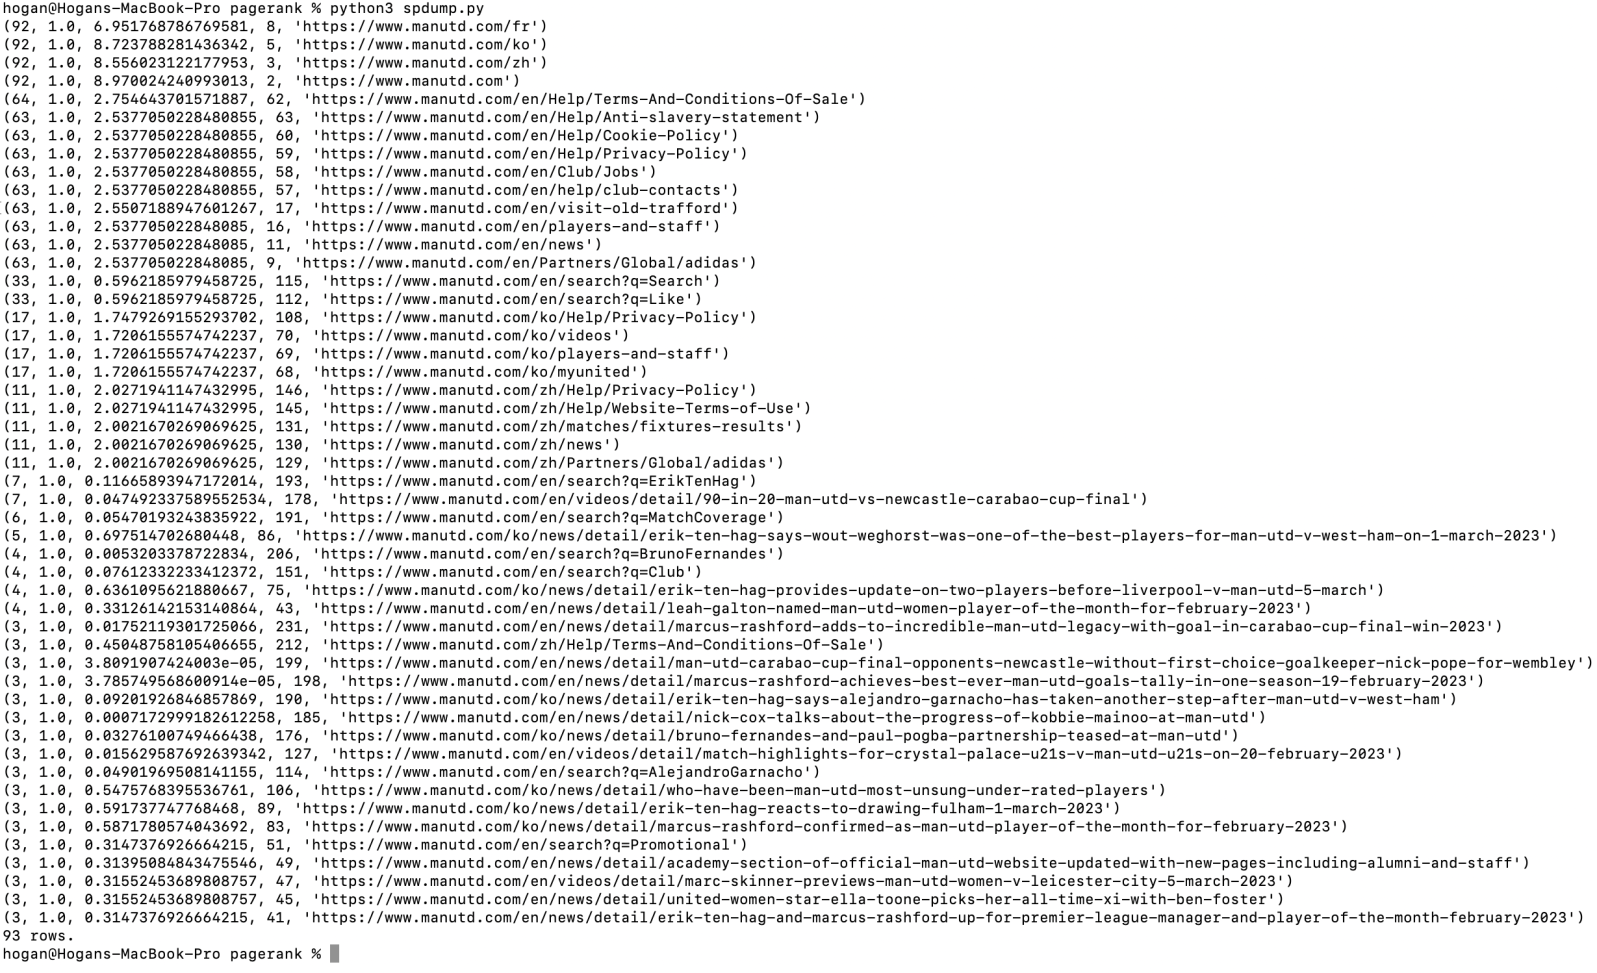 hogan@Hogans-MacBook-Pro pagerank % python3 spdump.py
(92, 1.0, 6.951768786769581, 8, 'https://www.manutd.com/fr')
(92, 1.0, 8.723788281436342, 5, 'https://www.manutd.com/ko')
(92, 1.0, 8.556023122177953, 3, 'https://www.manutd.com/zh')
(92, 1.0, 8.970024240993013, 2, 'https://www.manutd.com')
(64, 1.0, 2.754643701571887, 62, 'https://www.manutd.com/en/Help/Terms-And-Conditions-Of-Sale')
(63, 1.0, 2.5377050228480855, 63, 'https://www.manutd.com/en/Help/Anti-slavery-statement')
(63, 1.0, 2.5377050228480855, 60, 'https://www.manutd.com/en/Help/Cookie-Policy')
(63, 1.0, 2.5377050228480855, 59, 'https://www.manutd.com/en/Help/Privacy-Policy')
(63, 1.0, 2.5377050228480855, 58, 'https://www.manutd.com/en/Club/Jobs')
(63, 1.0, 2.5377050228480855, 57, 'https://www.manutd.com/en/help/club-contacts')
(63, 1.0, 2.5507188947601267, 17, 'https://www.manutd.com/en/visit-old-trafford')
(63, 1.0, 2.537705022848085, 16, 'https://www.manutd.com/en/players-and-staff')
(63, 1.0, 2.537705022848085, 11, 'https://www.manutd.com/en/news')
(63, 1.0, 2.537705022848085, 9, 'https://www.manutd.com/en/Partners/Global/adidas')
(33, 1.0, 0.5962185979458725, 115, 'https://www.manutd.com/en/search?q=Search')
(33, 1.0, 0.5962185979458725, 112, 'https://www.manutd.com/en/search?q=Like')
(17, 1.0, 1.7479269155293702, 108, 'https://www.manutd.com/ko/Help/Privacy-Policy')
(17, 1.0, 1.7206155574742237, 70, 'https://www.manutd.com/ko/videos')
(17, 1.0, 1.7206155574742237, 69, 'https://www.manutd.com/ko/players-and-staff')
(17, 1.0, 1.7206155574742237, 68, 'https://www.manutd.com/ko/myunited')
(11, 1.0, 2.0271941147432995, 146, 'https://www.manutd.com/zh/Help/Privacy-Policy')
(11, 1.0, 2.0271941147432995, 145, 'https://www.manutd.com/zh/Help/Website-Terms-of-Use')
(11, 1.0, 2.0021670269069625, 131, 'https://www.manutd.com/zh/matches/fixtures-results')
(11, 1.0, 2.0021670269069625, 130, 'https://www.manutd.com/zh/news')
(11, 1.0, 2.0021670269069625, 129, 'https://www.manutd.com/zh/Partners/Global/adidas')
(7, 1.0, 0.11665893947172014, 193, 'https://www.manutd.com/en/search?q=ErikTenHag')
(7, 1.0, 0.047492337589552534, 178, 'https://www.manutd.com/en/videos/detail/90-in-20-man-utd-vs-newcastle-carabao-cup-final')
(6, 1.0, 0.05470193243835922, 191, 'https://www.manutd.com/en/search?q=MatchCoverage')
(5, 1.0, 0.697514702680448, 86, 'https://www.manutd.com/ko/news/detail/erik-ten-hag-says-wout-weghorst-was-one-of-the-best-players-for-man-utd-v-west-ham-on-1-march-2023')
(4, 1.0, 0.0053203378722834, 206, 'https://www.manutd.com/en/search?q=BrunoFernandes')
(4, 1.0, 0.07612332233412372, 151, 'https://www.manutd.com/en/search?q=Club')
(4, 1.0, 0.6361095621880667, 75, 'https://www.manutd.com/ko/news/detail/erik-ten-hag-provides-update-on-two-players-before-liverpool-v-man-utd-5-march')
(4, 1.0, 0.33126142153140864, 43, 'https://www.manutd.com/en/news/detail/leah-galton-named-man-utd-women-player-of-the-month-for-february-2023')
(3, 1.0, 0.01752119301725066, 231, 'https://www.manutd.com/en/news/detail/marcus-rashford-adds-to-incredible-man-utd-legacy-with-goal-in-carabao-cup-final-win-2023')
(3, 1.0, 0.45048758105406655, 212, 'https://www.manutd.com/zh/Help/Terms-And-Conditions-Of-Sale')
(3, 1.0, 3.8091907424003e-05, 199, 'https://www.manutd.com/en/news/detail/man-utd-carabao-cup-final-opponents-newcastle-without-first-choice-goalkeeper-nick-pope-for-wembley')
(3, 1.0, 3.785749568600914e-05, 198, 'https://www.manutd.com/en/news/detail/marcus-rashford-achieves-best-ever-man-utd-goals-tally-in-one-season-19-february-2023')
(3, 1.0, 0.09201926846857869, 190, 'https://www.manutd.com/en/news/detail/erik-ten-hag-says-alejandro-garnacho-has-taken-another-step-after-man-utd-v-west-ham')
(3, 1.0, 0.0007172999182612258, 185, 'https://www.manutd.com/en/news/detail/nick-cox-talks-about-the-progress-of-kobbie-mainoo-at-man-utd')
(3, 1.0, 0.03276100749466438, 176, 'https://www.manutd.com/en/news/detail/bruno-fernandes-and-paul-pogba-partnership-teased-at-man-utd')
(3, 1.0, 0.015629587692639342, 127, 'https://www.manutd.com/en/videos/detail/match-highlights-for-crystal-palace-u21s-v-man-utd-u21s-on-20-february-2023')
(3, 1.0, 0.04901969508141155, 114, 'https://www.manutd.com/en/search?q=AlejandroGarnacho')
(3, 1.0, 0.5475768395536761, 106, 'https://www.manutd.com/ko/news/detail/who-have-been-man-utd-most-unsung-under-rated-players')
(3, 1.0, 0.591737747768468, 89, 'https://www.manutd.com/ko/news/detail/erik-ten-hag-reacts-to-drawing-fulham-1-march-2023')
(3, 1.0, 0.5871780574043692, 83, 'https://www.manutd.com/ko/news/detail/marcus-rashford-confirmed-as-man-utd-player-of-the-month-for-february-2023')
(3, 1.0, 0.3147376926664215, 51, 'https://www.manutd.com/en/search?q=Promotional')
(3, 1.0, 0.31395084843475546, 49, 'https://www.manutd.com/en/news/detail/academy-section-of-official-man-utd-website-updated-with-new-pages-including-alumni-and-staff')
(3, 1.0, 0.31552453689808757, 47, 'https://www.manutd.com/en/videos/detail/marc-skinner-previews-man-utd-women-v-leicester-city-5-march-2023')
(3, 1.0, 0.31552453689808757, 45, 'https://www.manutd.com/en/news/detail/united-women-star-ella-toone-picks-her-all-time-xi-with-ben-foster')
(3, 1.0, 0.3147376926664215, 41, 'https://www.manutd.com/en/news/detail/erik-ten-hag-and-marcus-rashford-up-for-premier-league-manager-and-player-of-the-month-february-2023')
93 rows.
hogan@Hogans-MacBook-Pro pagerank %